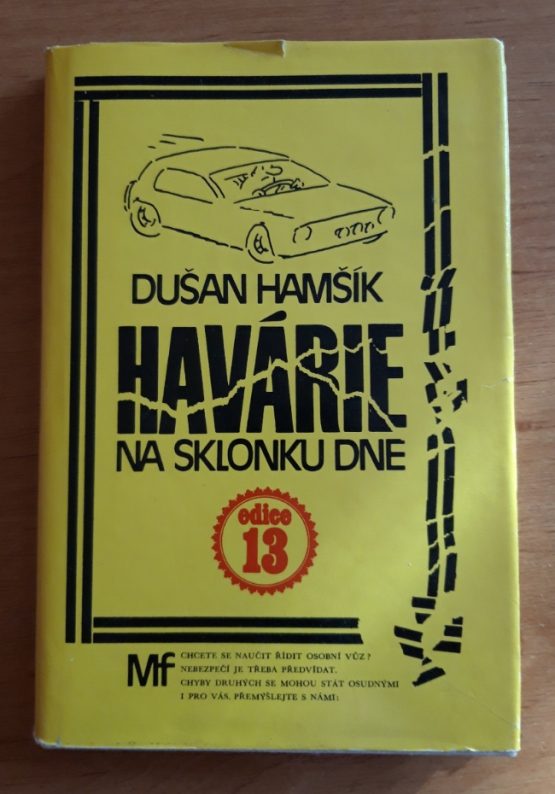 DUŠAN HAMŠÍK
HAVÁRIE
NA SKLONKU DNE
edice
13
Mf
CHCETE SE NAUČIT ŘÍDIT OSOBNÍ VŮZ?
NEBEZPEČÍ JE TŘEBA PŘEDVÍDAT.
CHYBY DRUHÝCH SE MOHOU STÁT OSUDNÝMI
I PRO VÁS. PŘEMÝŠLEJTE S NÁMI: